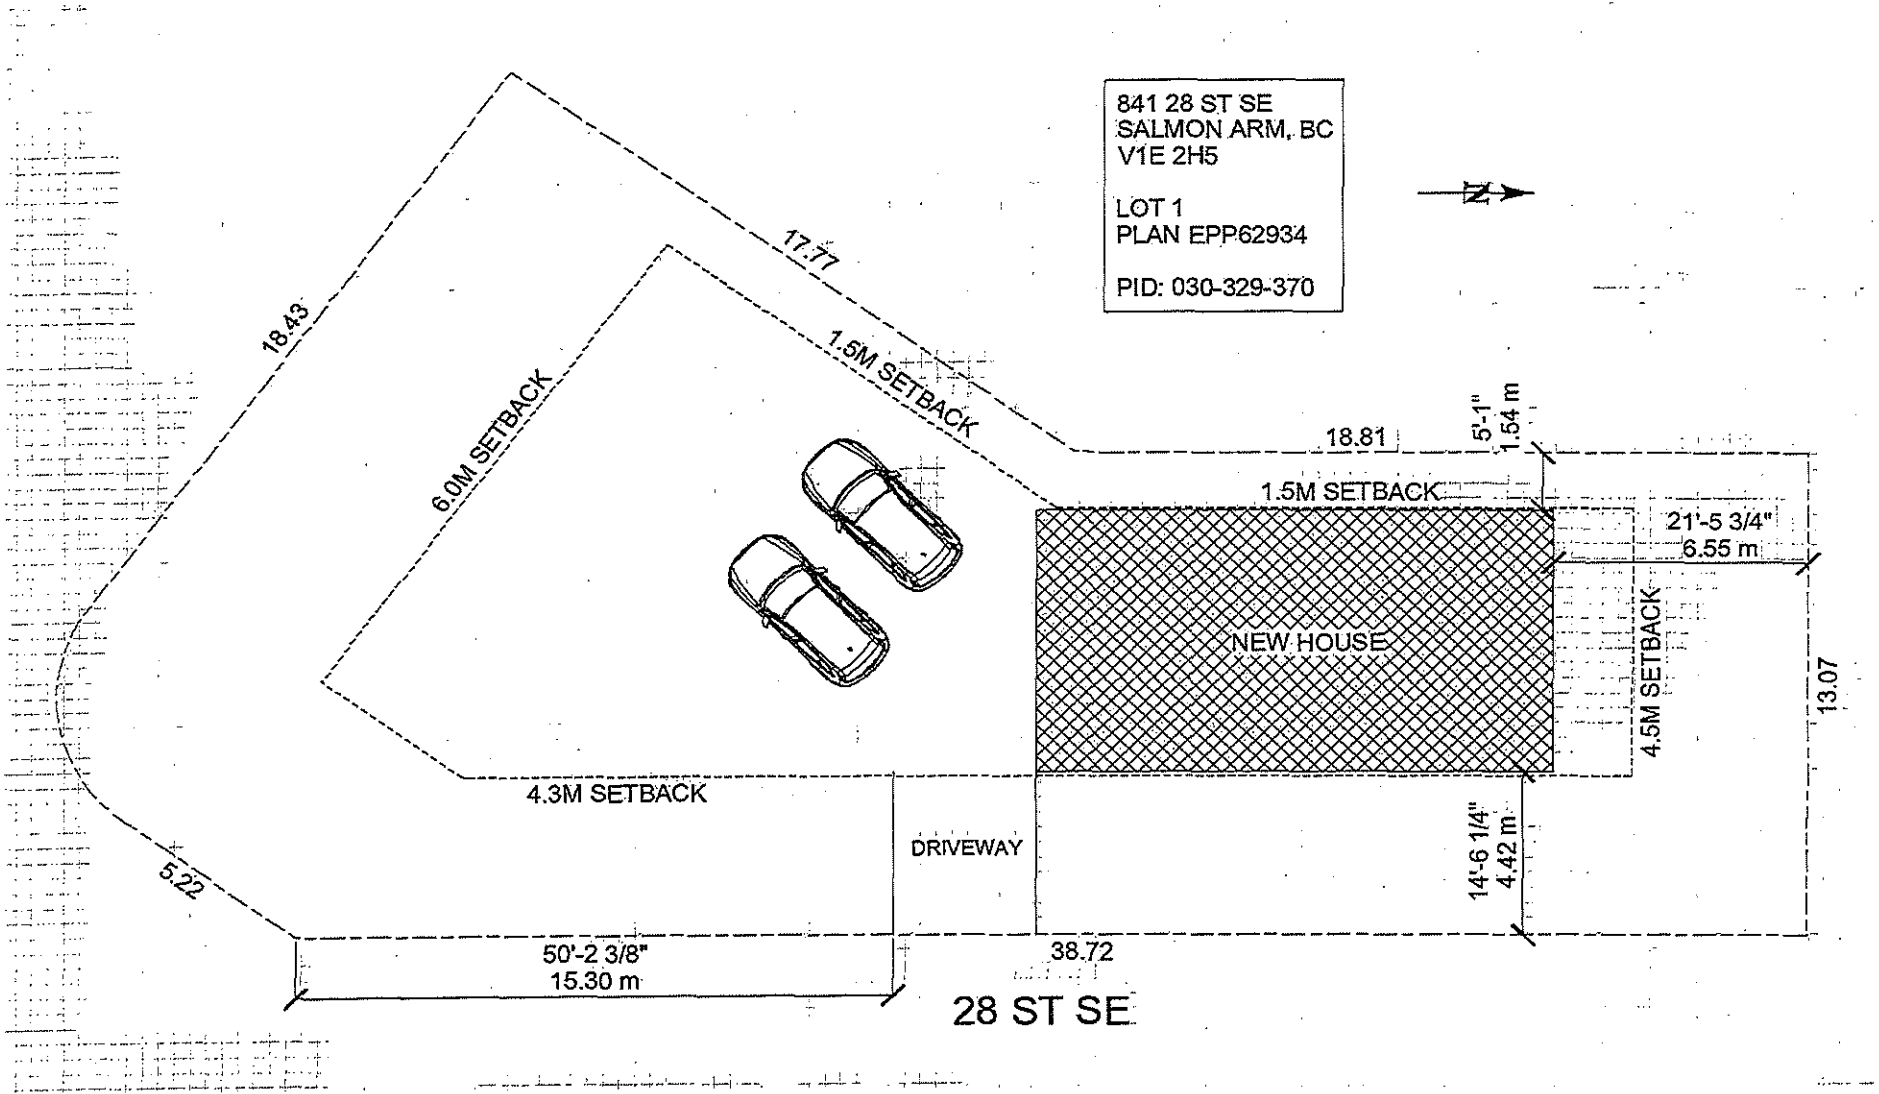 841 28 ST SE
SALMON ARM, BC
V1E 2H5
LOT 1
PLAN EPP62934
PID: 030-329-370
N
17.77
18.43
1.5M SETBACK
6.0M SETBACK
18.81
5'-1"
1.54 m
1.5M SETBACK
21'-5 3/4"
6.55 m
NEW HOUSE
4.5M SETBACK
13.07
4.3M SETBACK
DRIVEWAY
14'-6 1/4"
4.42 m
5.22
50'-2 3/8"
15.30 m
38.72
28 ST SE